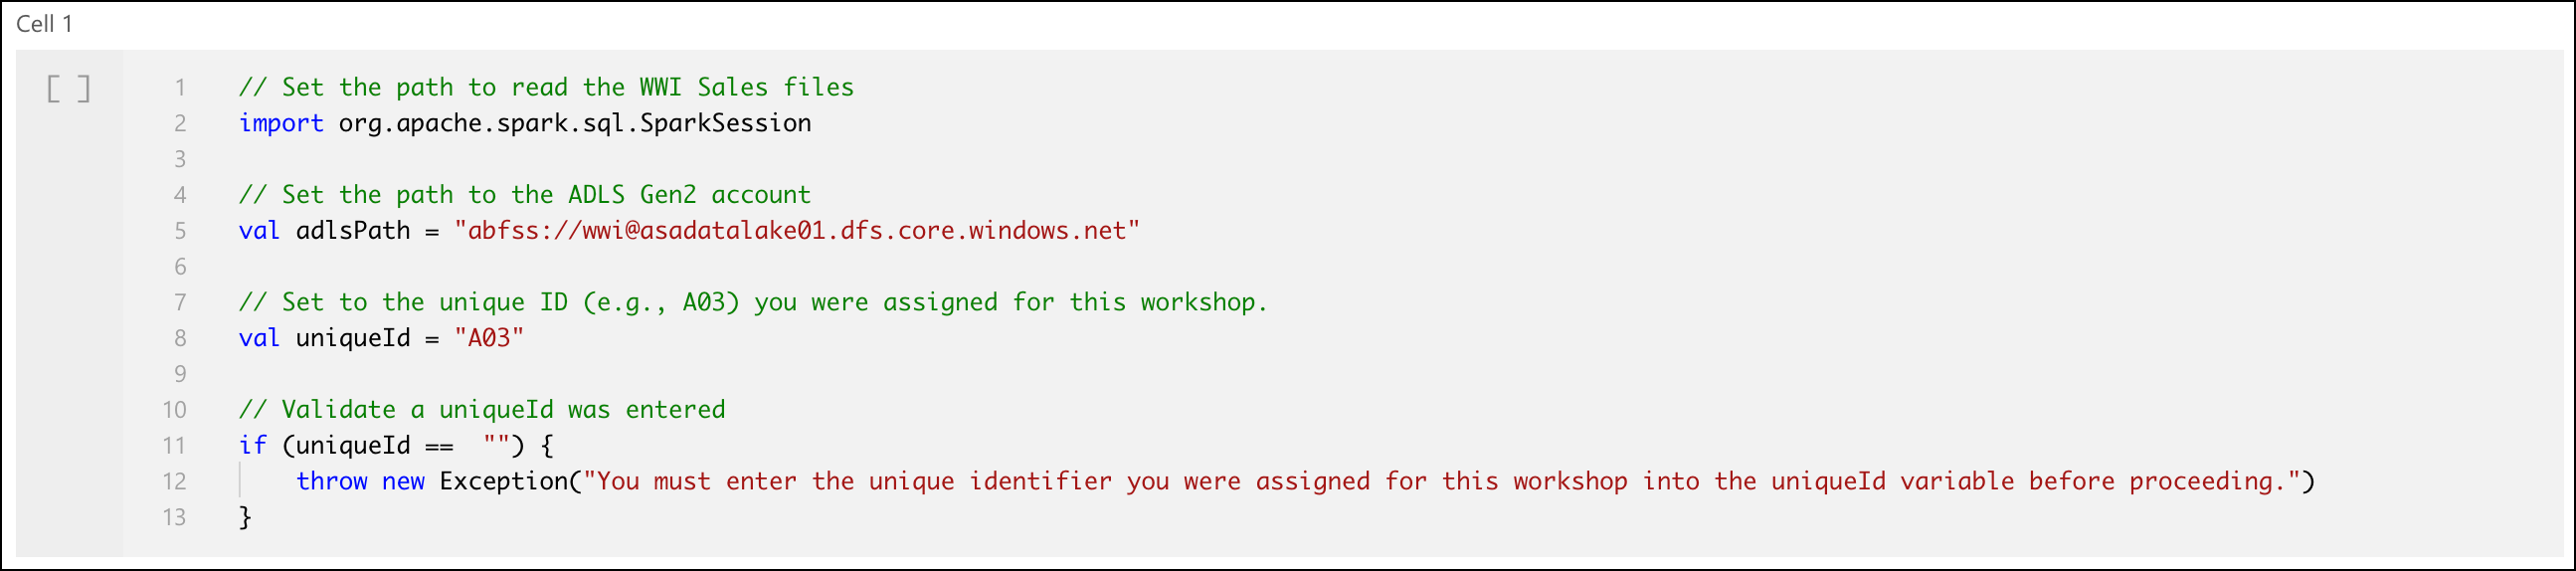 Cell 1
[ ]
1 // Set the path to read the WWI Sales files
2 import org.apache.spark.sql.SparkSession
3
4 // Set the path to the ADLS Gen2 account
5 val adlsPath = "abfss://wwi@asadatalake01.dfs.core.windows.net"
6
7 // Set to the unique ID (e.g., A03) you were assigned for this workshop.
8 val uniqueId = "A03"
9
10 // Validate a uniqueId was entered
11 if (uniqueId ==  "") {
12     throw new Exception("You must enter the unique identifier you were assigned for this workshop into the uniqueId variable before proceeding.")
13 }